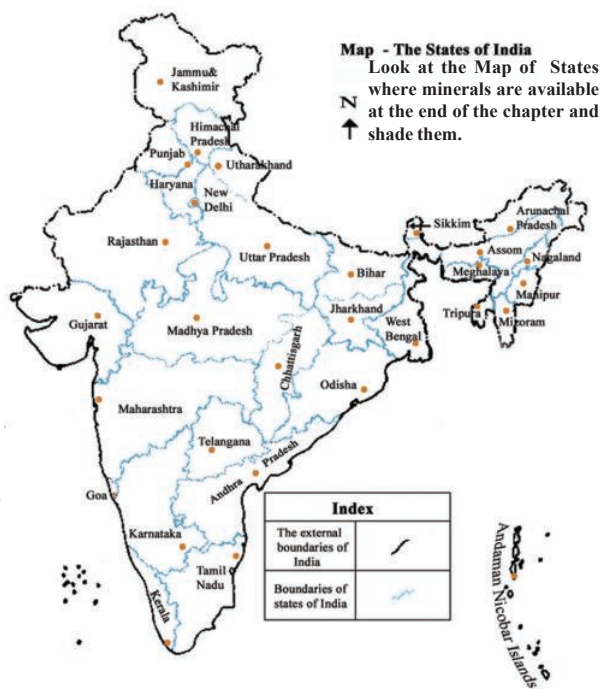 Map - The States of India
Look at the Map of States
where minerals are available
at the end of the chapter and
shade them.
N
Jammu&
Kashimir
Himachal
Pradesh
Punjab
Utharakhand
Haryana
New
Delhi
Rajasthan
Uttar Pradesh
Sikkim
Arunachal
Pradesh
Assom
Nagaland
Meghalaya
Manipur
Tripura
Mizoram
Bihar
Jharkhand
West
Bengal
Gujarat
Madhya Pradesh
Chhattisgarh
Odisha
Maharashtra
Telangana
Andhra Pradesh
Goa
Karnataka
Tamil
Nadu
Kerala
Index
The external
boundaries of
India
Boundaries of
states of India
Andaman Nicobar Islands